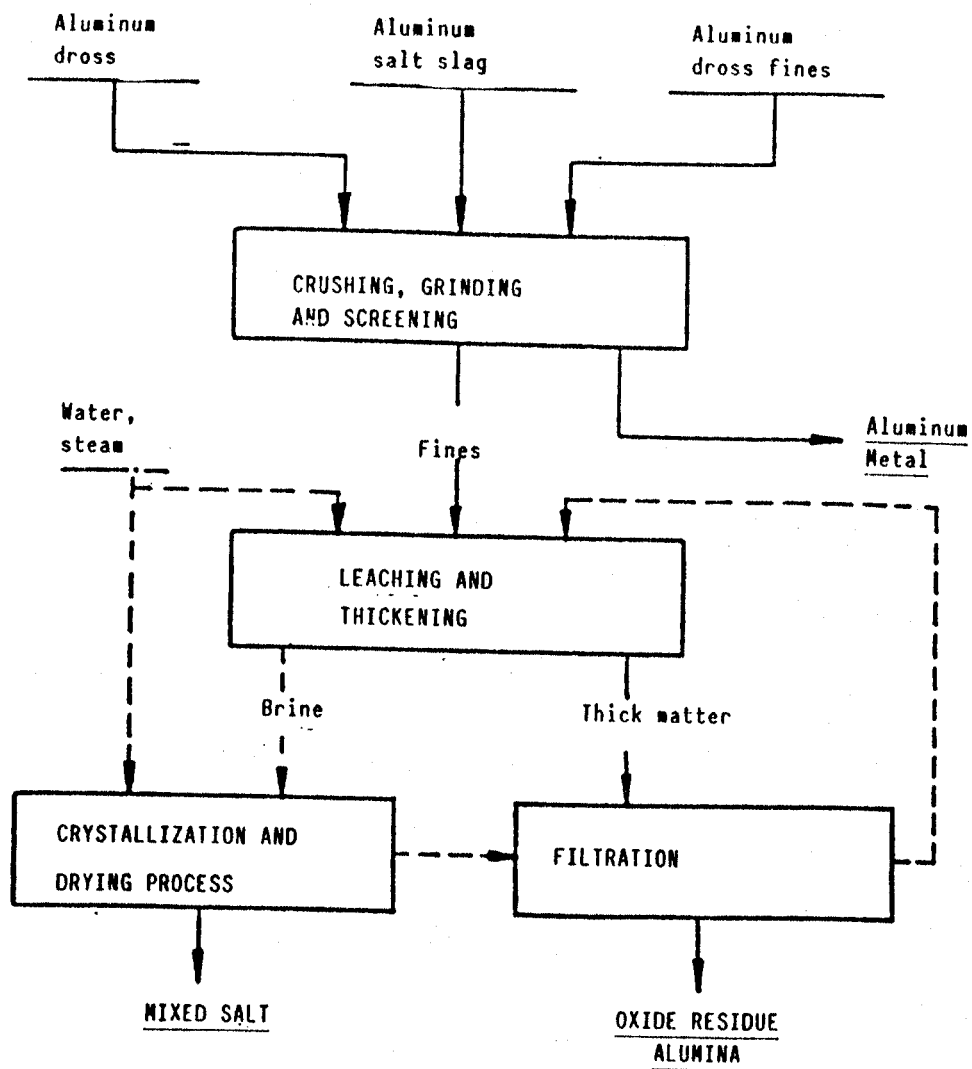 Aluminum
dross
Aluminum
salt slag
Aluminum
dross fines
CRUSHING, GRINDING
AND SCREENING
Water,
steam
Fines
Aluminum
Metal
LEACHING AND
THICKENING
Brine
Thick matter
CRYSTALLIZATION AND
DRYING PROCESS
FILTRATION
MIXED SALT
OXIDE RESIDUE
ALUMINA